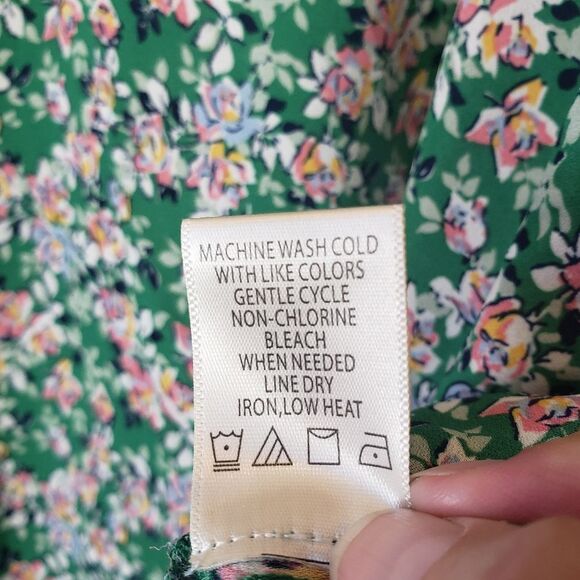 MACHINE WASH COLD
WITH LIKE COLORS
GENTLE CYCLE
NON-CHLORINE
BLEACH
WHEN NEEDED
LINE DRY
IRON,LOW HEAT